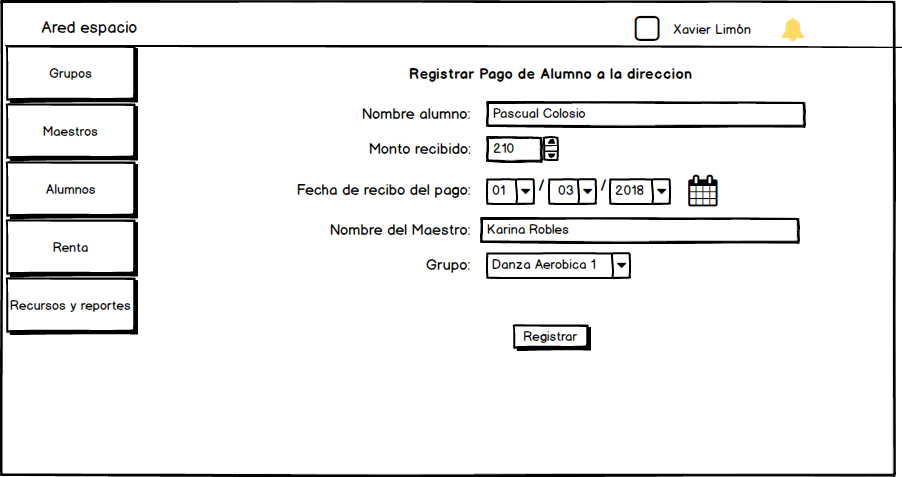 Ared espacio
Xavier Limón
Grupos
Maestros
Alumnos
Renta
Recursos y reportes
Registrar Pago de Alumno a la direccion
Nombre alumno: Pascual Colosio
Monto recibido: 210
Fecha de recibo del pago: 01 / 03 / 2018
Nombre del Maestro: Karina Robles
Grupo: Danza Aerobica 1
Registrar